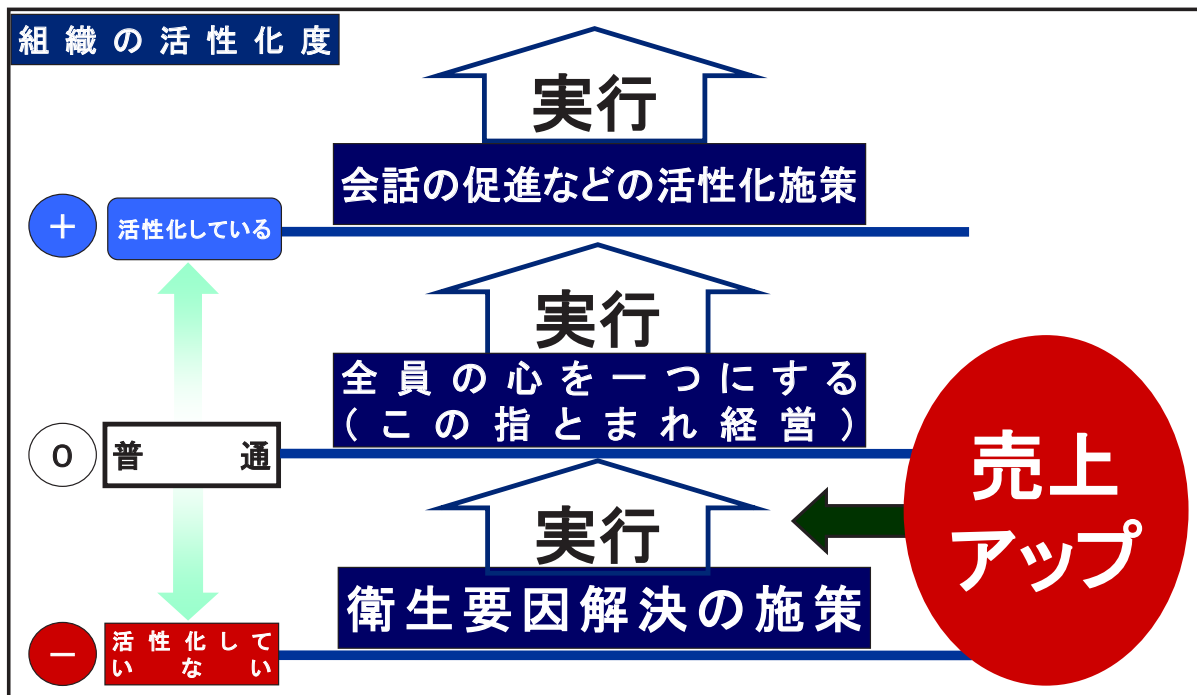 組織の活性化度
実行
会話の促進などの活性化施策
＋
活性化している
実行
全員の心を一つにする
（この指とまれ経営）
0
普通
売上
アップ
実行
衛生要因解決の施策
－
活性化して
いない